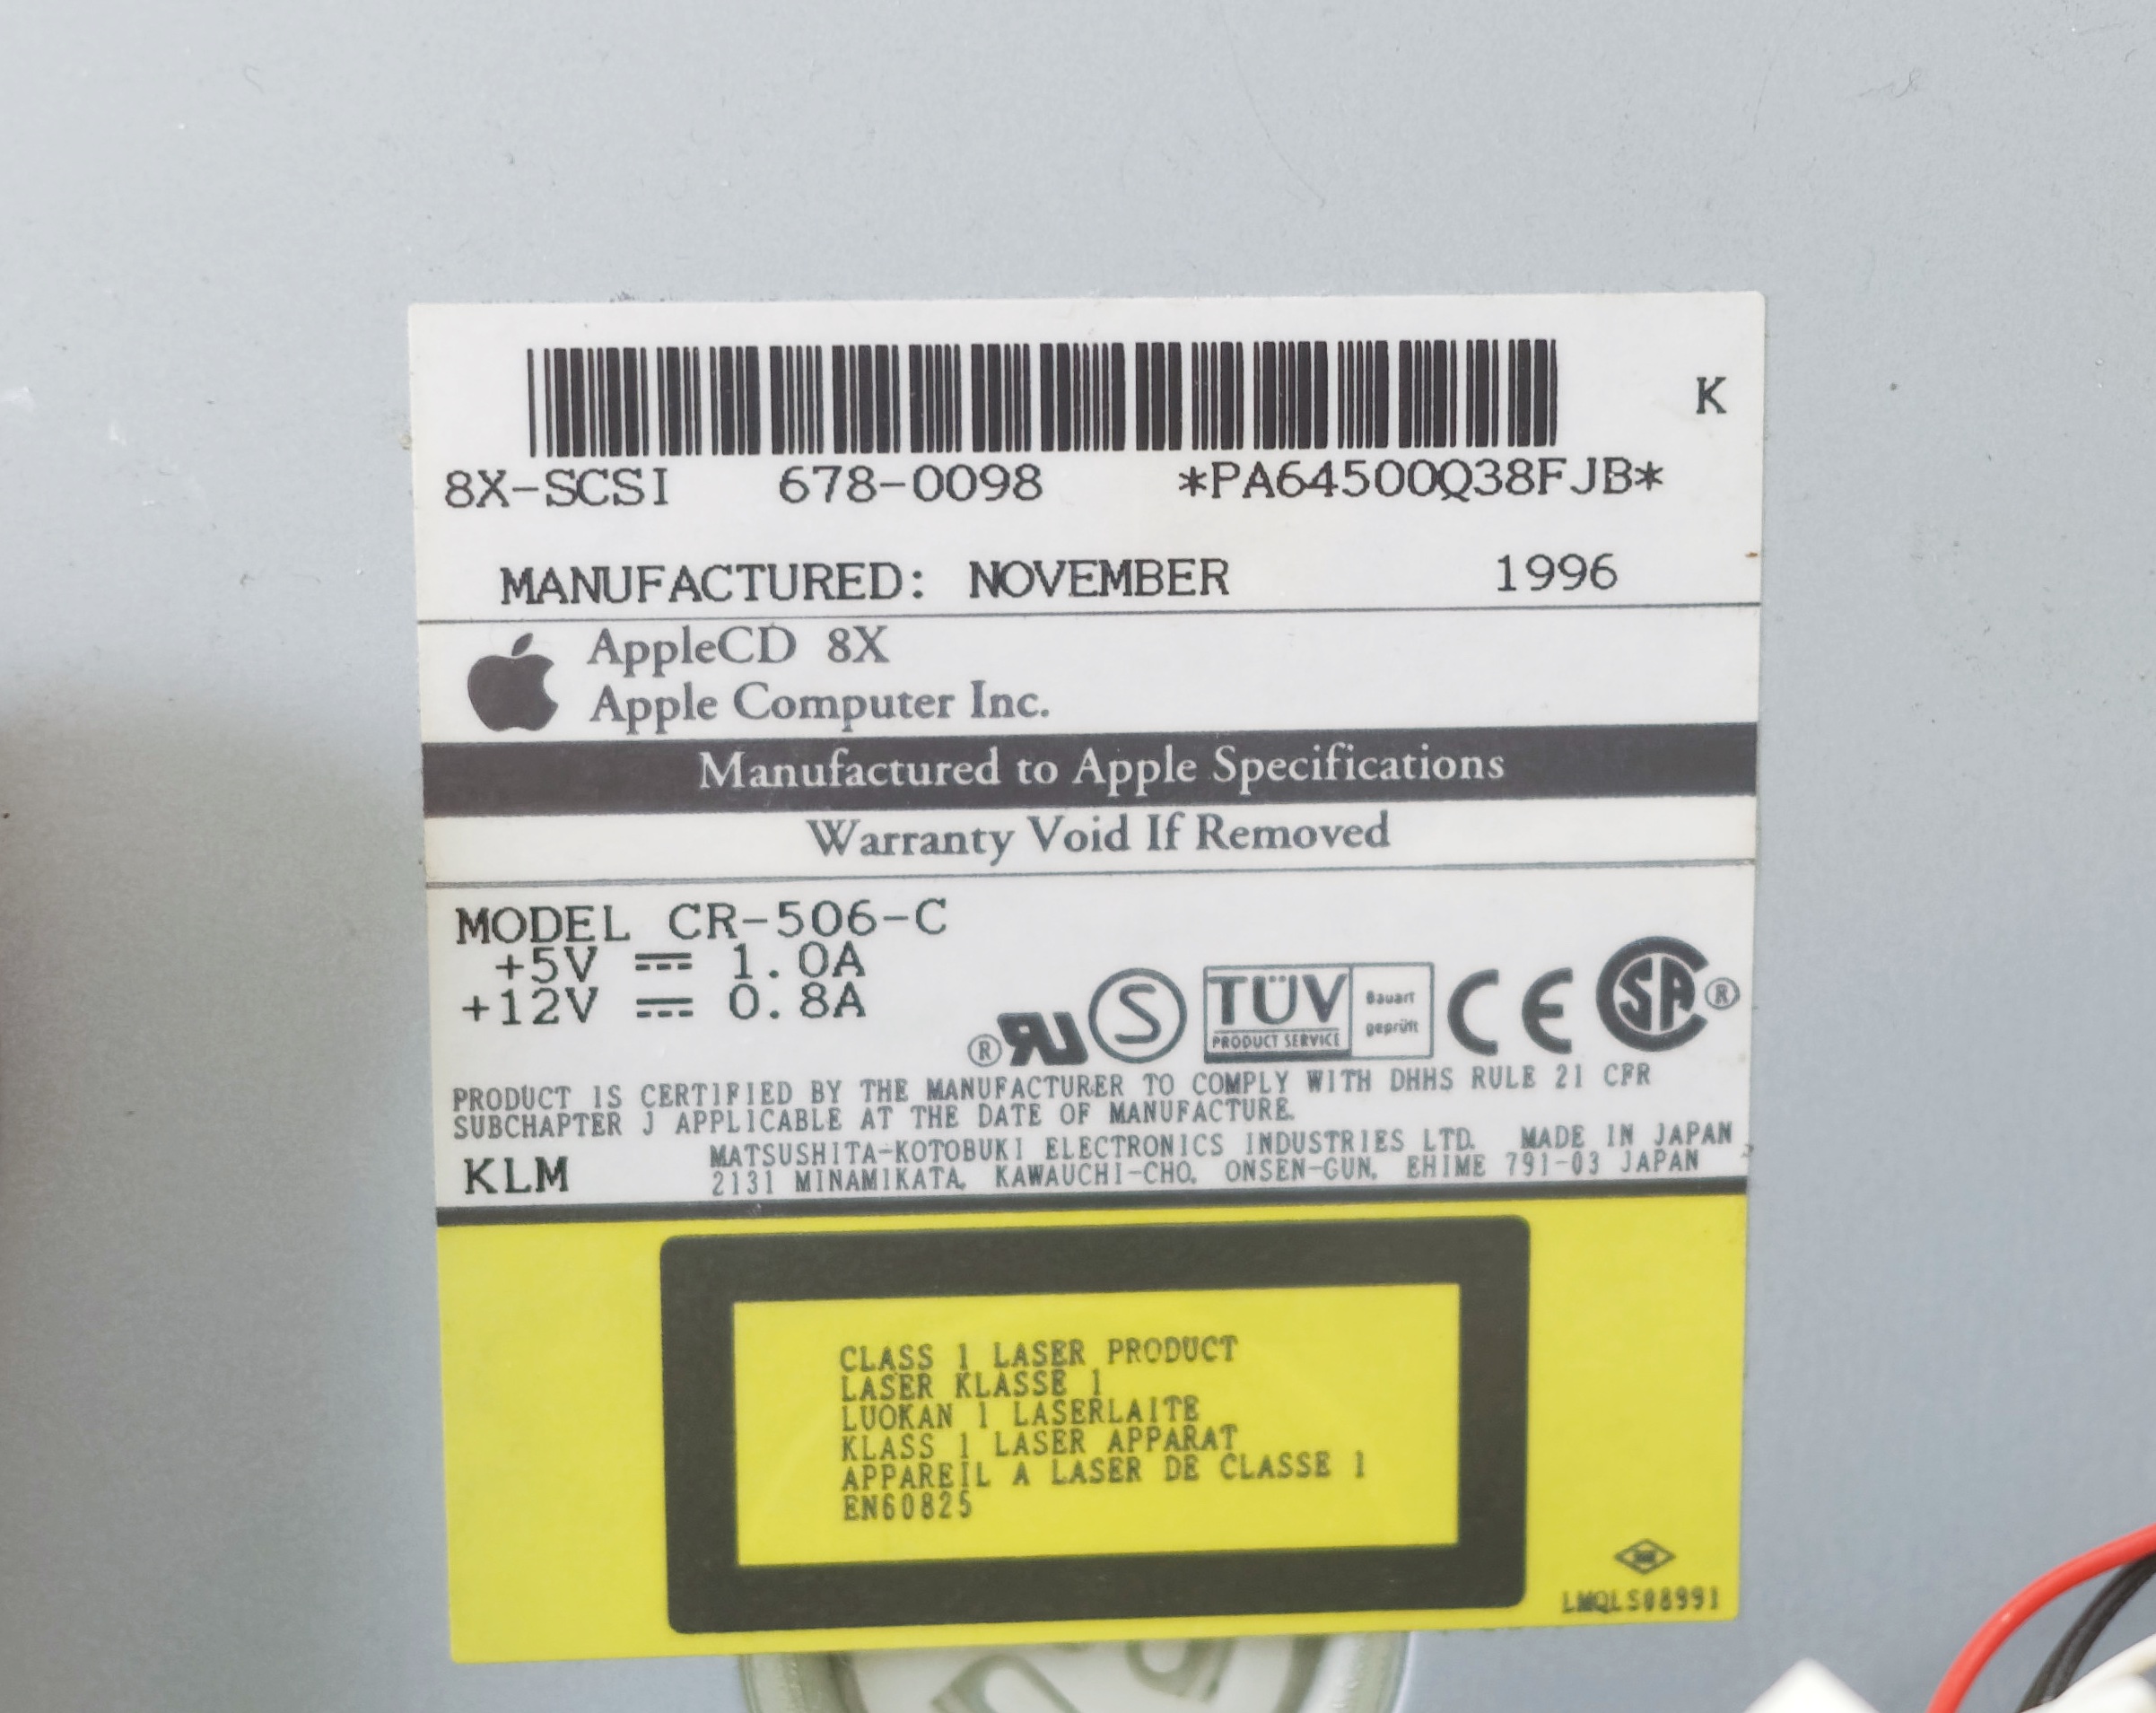 K
8X-SCSI 678-0098 *PA64500Q38FJB*
MANUFACTURED: NOVEMBER 1996
AppleCD 8X
Apple Computer Inc.
Manufactured to Apple Specifications
Warranty Void If Removed
MODEL CR-506-C
+5V ⎓ 1.0A
+12V ⎓ 0.8A
® RU S TÜV PRODUCT SERVICE Bauart geprüft CE SA ®
PRODUCT IS CERTIFIED BY THE MANUFACTURER TO COMPLY WITH DHHS RULE 21 CFR
SUBCHAPTER J APPLICABLE AT THE DATE OF MANUFACTURE.
MATSUSHITA-KOTOBUKI ELECTRONICS INDUSTRIES LTD. MADE IN JAPAN
KLM 2131 MINAMIKATA, KAWAUCHI-CHO, ONSEN-GUN, EHIME 791-03 JAPAN
CLASS 1 LASER PRODUCT
LASER KLASSE 1
LUOKAN 1 LASERLAITE
KLASS 1 LASER APPARAT
APPAREIL A LASER DE CLASSE 1
EN60825
LMQLS08991